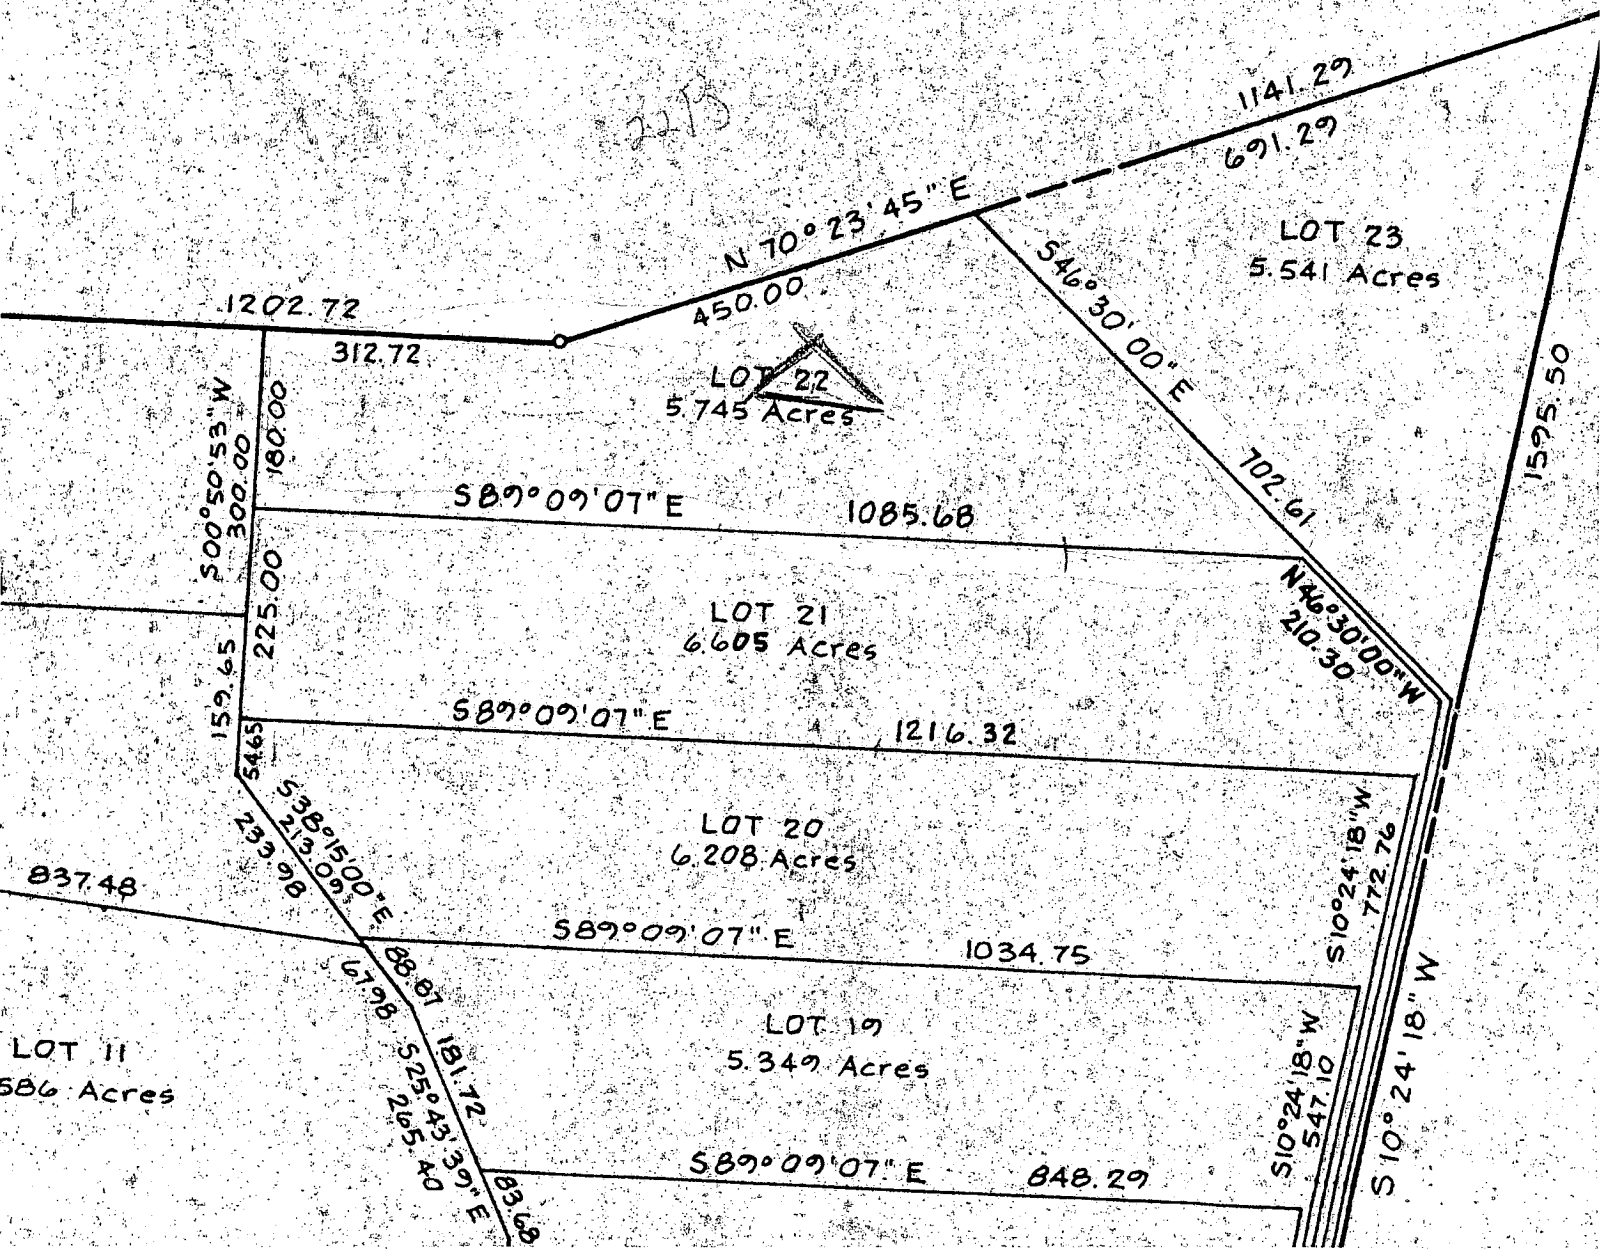 2218
1141.29
691.29
N 70° 23' 45" E
450.00
LOT 23
5.541 Acres
S46°30'00" E
702.61
1595.50
1202.72
312.72
LOT 22
5.745 Acres
S00°50'53" W
300.00
180.00
S89°09'07" E 1085.68
N46°30'00" W
210.30
225.00
LOT 21
6.605 Acres
159.65
S89°09'07" E 1216.32
54.65
S38°15'00" E
213.09
233.98
LOT 20
6.208 Acres
S10°24'18" W
772.76
837.48
S89°09'07" E 1034.75
88.87
67.98
LOT 19
5.349 Acres
S10°24'18" W
547.10
S 10° 24' 18" W
LOT 11
586 Acres
181.72
S25°43'39" E
265.40
S89°09'07" E 848.29
83.68